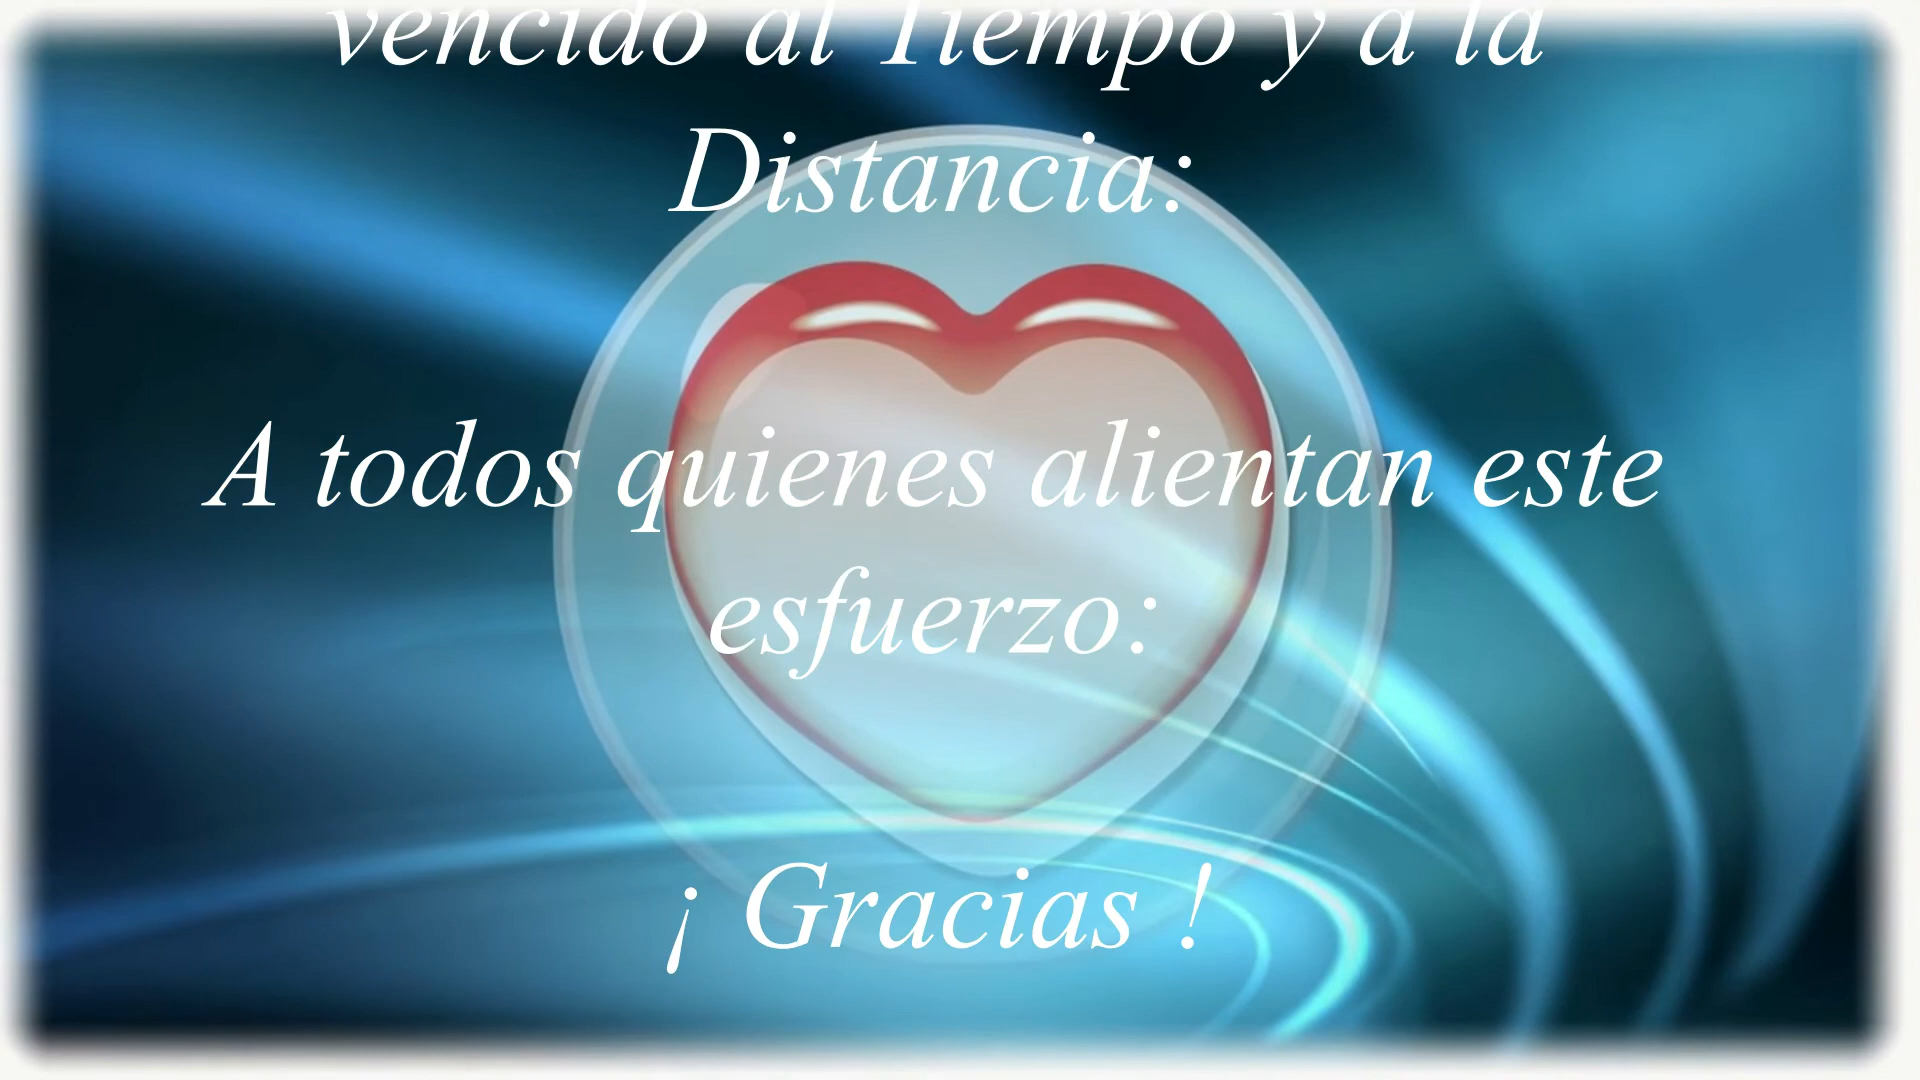 vencido al Tiempo y a la
Distancia:
A todos quienes alientan este
esfuerzo:
¡ Gracias !